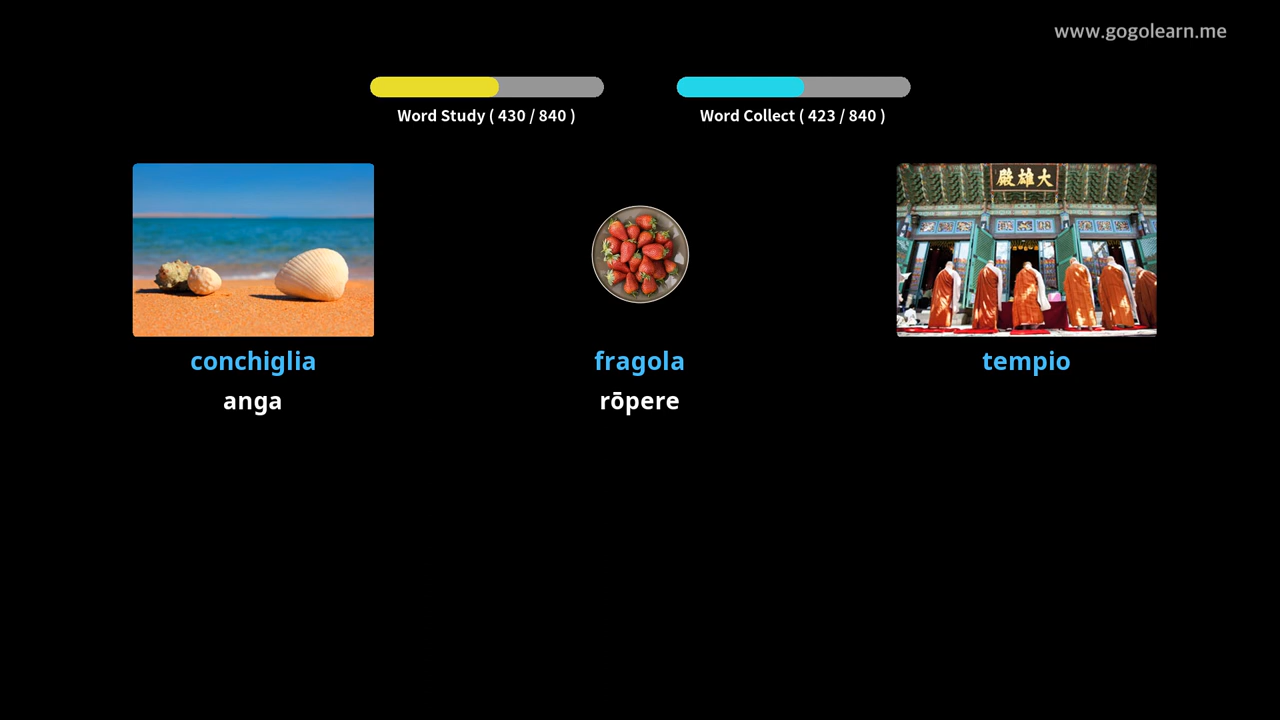 www.gogolearn.me
Word Study ( 430 / 840 )
Word Collect ( 423 / 840 )
殿雄大
conchiglia
fragola
tempio
anga
rōpere